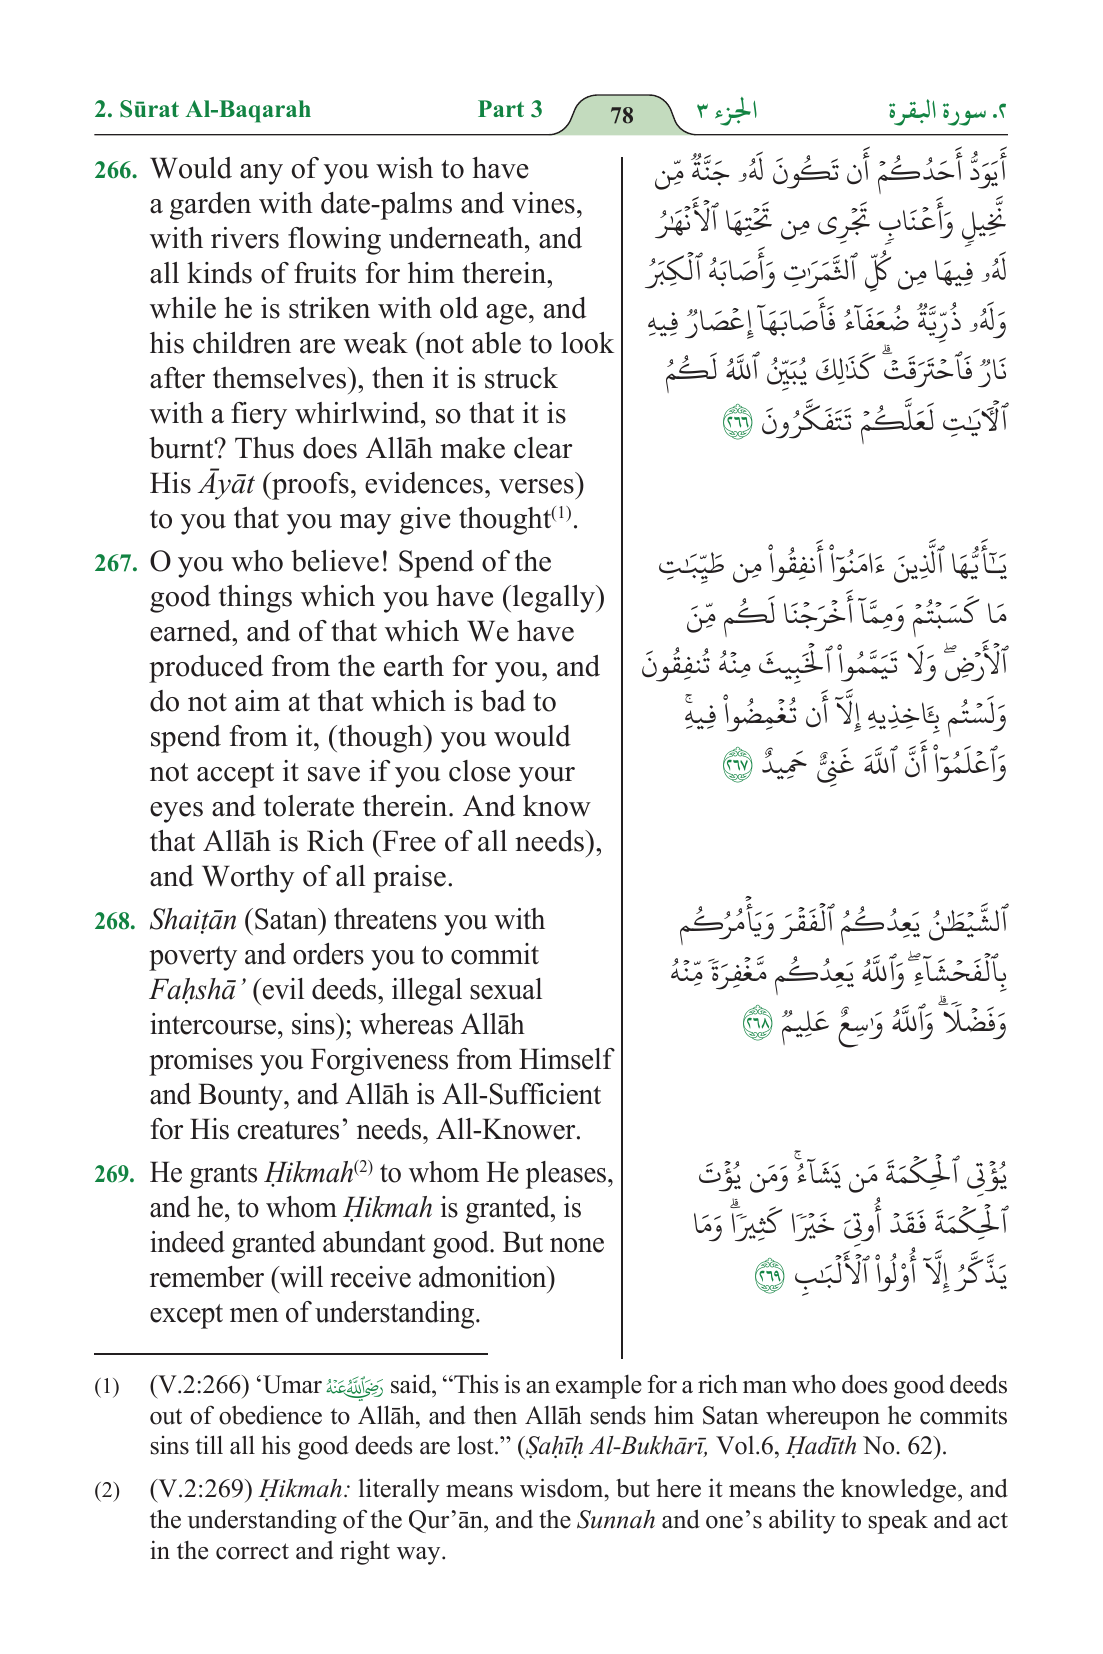 2. Sūrat Al-Baqarah
Part 3
78
الجزء ٣
٢. سورة البقرة
266. Would any of you wish to have
a garden with date-palms and vines,
with rivers flowing underneath, and
all kinds of fruits for him therein,
while he is striken with old age, and
his children are weak (not able to look
after themselves), then it is struck
with a fiery whirlwind, so that it is
burnt? Thus does Allāh make clear
His Āyāt (proofs, evidences, verses)
to you that you may give thought(1).
267. O you who believe! Spend of the
good things which you have (legally)
earned, and of that which We have
produced from the earth for you, and
do not aim at that which is bad to
spend from it, (though) you would
not accept it save if you close your
eyes and tolerate therein. And know
that Allāh is Rich (Free of all needs),
and Worthy of all praise.
268. Shaiṭān (Satan) threatens you with
poverty and orders you to commit
Faḥshā’ (evil deeds, illegal sexual
intercourse, sins); whereas Allāh
promises you Forgiveness from Himself
and Bounty, and Allāh is All-Sufficient
for His creatures’ needs, All-Knower.
269. He grants Ḥikmah(2) to whom He pleases,
and he, to whom Ḥikmah is granted, is
indeed granted abundant good. But none
remember (will receive admonition)
except men of understanding.
أَيَوَدُّ أَحَدُكُمْ أَن تَكُونَ لَهُۥ جَنَّةٌ مِّن
نَّخِيلٍ وَأَعْنَابٍ تَجْرِى مِن تَحْتِهَا ٱلْأَنْهَـٰرُ
لَهُۥ فِيهَا مِن كُلِّ ٱلثَّمَرَٰتِ وَأَصَابَهُ ٱلْكِبَرُ
وَلَهُۥ ذُرِّيَّةٌ ضُعَفَآءُ فَأَصَابَهَآ إِعْصَارٌ فِيهِ
نَارٌ فَٱحْتَرَقَتْ ۗ كَذَٰلِكَ يُبَيِّنُ ٱللَّهُ لَكُمُ
ٱلْـَٔايَـٰتِ لَعَلَّكُمْ تَتَفَكَّرُونَ ٢٦٦
يَـٰٓأَيُّهَا ٱلَّذِينَ ءَامَنُوٓا۟ أَنفِقُوا۟ مِن طَيِّبَـٰتِ
مَا كَسَبْتُمْ وَمِمَّآ أَخْرَجْنَا لَكُم مِّنَ
ٱلْأَرْضِ ۖ وَلَا تَيَمَّمُوا۟ ٱلْخَبِيثَ مِنْهُ تُنفِقُونَ
وَلَسْتُم بِـَٔاخِذِيهِ إِلَّآ أَن تُغْمِضُوا۟ فِيهِ ۚ
وَٱعْلَمُوٓا۟ أَنَّ ٱللَّهَ غَنِىٌّ حَمِيدٌ ٢٦٧
ٱلشَّيْطَـٰنُ يَعِدُكُمُ ٱلْفَقْرَ وَيَأْمُرُكُم
بِٱلْفَحْشَآءِ ۖ وَٱللَّهُ يَعِدُكُم مَّغْفِرَةً مِّنْهُ
وَفَضْلًا ۗ وَٱللَّهُ وَٰسِعٌ عَلِيمٌ ٢٦٨
يُؤْتِى ٱلْحِكْمَةَ مَن يَشَآءُ ۚ وَمَن يُؤْتَ
ٱلْحِكْمَةَ فَقَدْ أُوتِىَ خَيْرًا كَثِيرًا ۗ وَمَا
يَذَّكَّرُ إِلَّآ أُو۟لُوا۟ ٱلْأَلْبَـٰبِ ٢٦٩
(1) (V.2:266) ‘Umar رضي الله عنه said, “This is an example for a rich man who does good deeds
out of obedience to Allāh, and then Allāh sends him Satan whereupon he commits
sins till all his good deeds are lost.” (Ṣaḥīḥ Al-Bukhārī, Vol.6, Ḥadīth No. 62).
(2) (V.2:269) Ḥikmah: literally means wisdom, but here it means the knowledge, and
the understanding of the Qur’ān, and the Sunnah and one’s ability to speak and act
in the correct and right way.